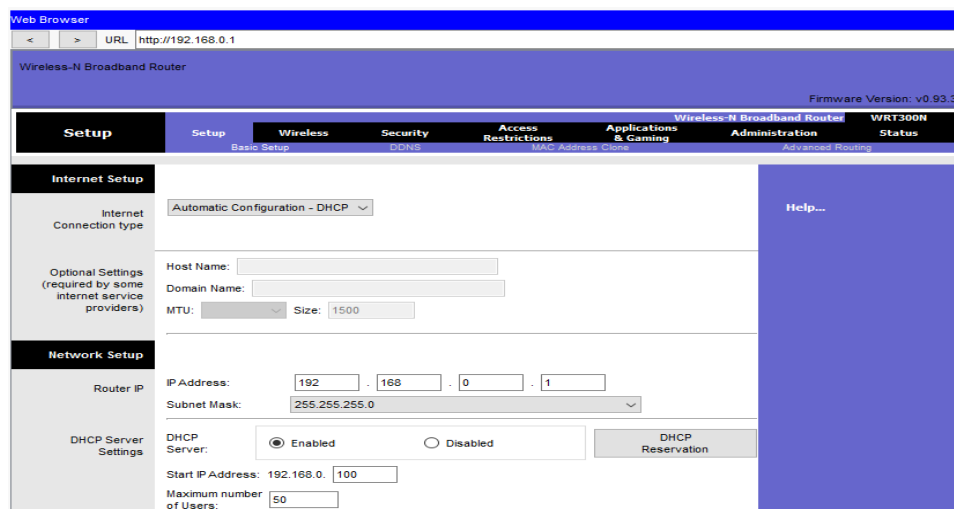 Web Browser
< > URL http://192.168.0.1
Wireless-N Broadband Router
Firmware Version: v0.93.3
Wireless-N Broadband Router WRT300N
Setup Setup Wireless Security Access Restrictions Applications & Gaming Administration Status
Basic Setup DDNS MAC Address Clone Advanced Routing
Internet Setup
Internet Connection type
Automatic Configuration - DHCP
Help...
Optional Settings
(required by some
internet service
providers)
Host Name:
Domain Name:
MTU: Size: 1500
Network Setup
Router IP
IP Address: 192 . 168 . 0 . 1
Subnet Mask: 255.255.255.0
DHCP Server
Settings
DHCP
Server: Enabled Disabled
DHCP
Reservation
Start IP Address: 192.168.0. 100
Maximum number
of Users: 50